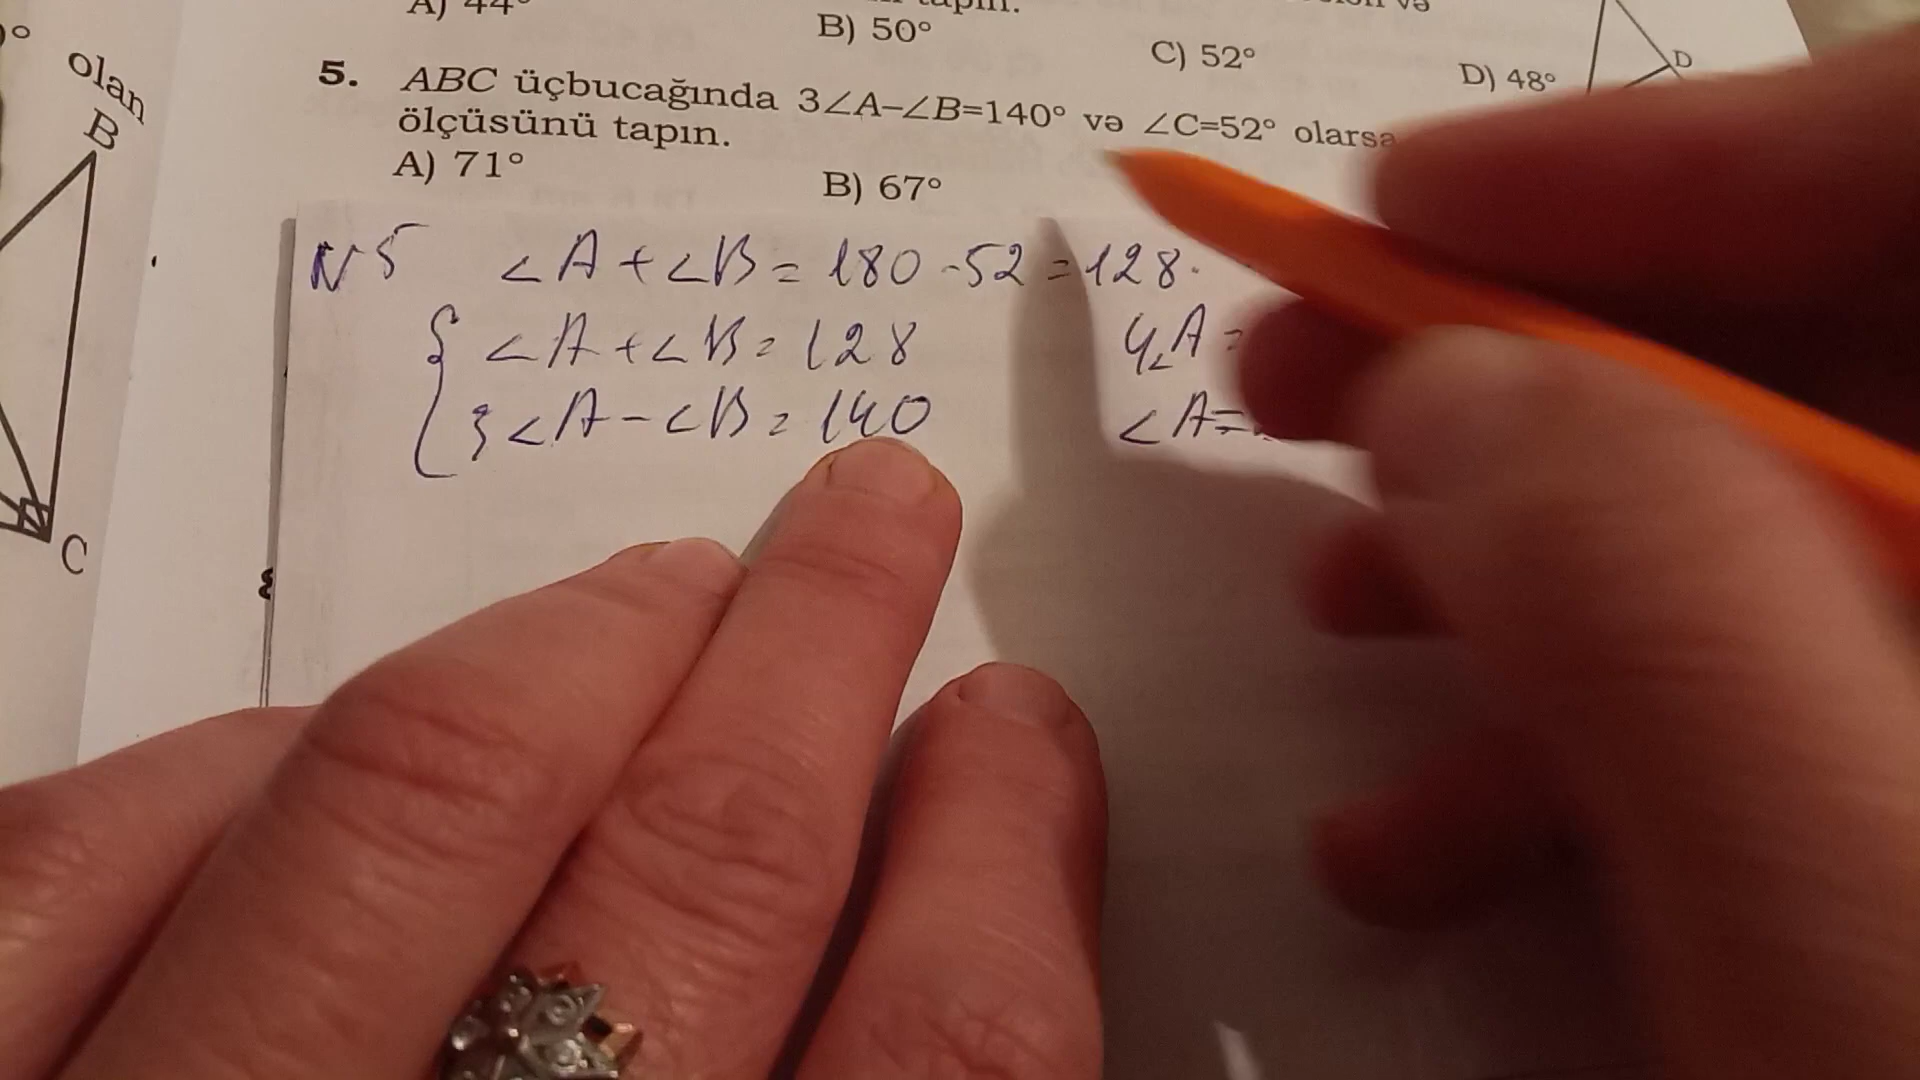 A) 44°
B) 50°
C) 52°
D) 48°
5. ABC üçbucağında 3∠A–∠B=140° və ∠C=52° olarsa
ölçüsünü tapın.
A) 71°
B) 67°
N5 ∠A+∠B=180-52=128.
{ ∠A+∠B=128
3∠A-∠B=140
4∠A=
∠A=
olan
B
C
D